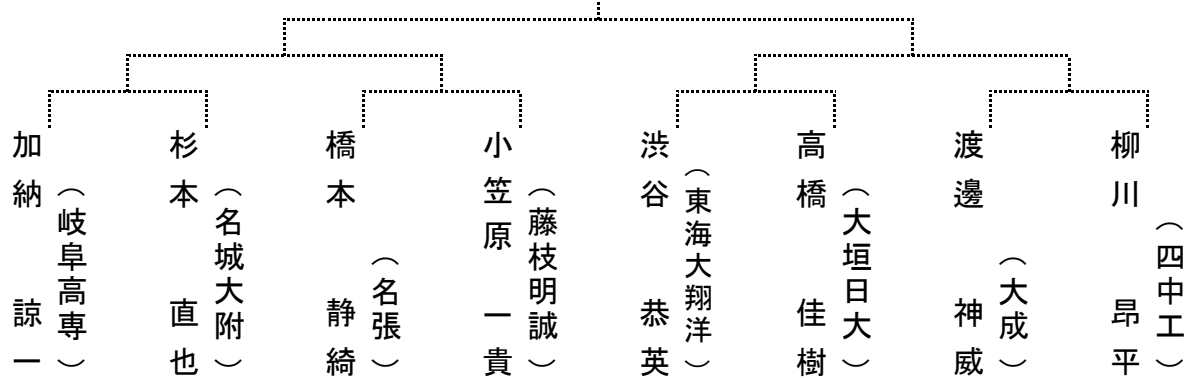 加納 諒一
（岐阜高専）
杉本 直也
（名城大附）
橋本 静綺
（名張）
小笠原 一貴
（藤枝明誠）
渋谷 恭英
（東海大翔洋）
高橋 佳樹
（大垣日大）
渡邊 神威
（大成）
柳川 昂平
（四中工）